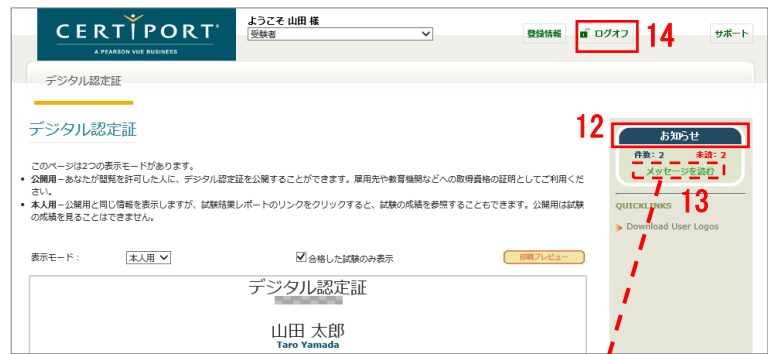 CERTIPORT
A PEARSON VUE BUSINESS
ようこそ 山田 様
受験者
登録情報
ログオフ
14
サポート
デジタル認定証
デジタル認定証
このページは2つの表示モードがあります。
• 公開用 – あなたが閲覧を許可した人に、デジタル認定証を公開することができます。雇用先や教育機関などへの取得資格の証明としてご利用くだ
さい。
• 本人用 – 公開用と同じ情報を表示しますが、試験結果レポートのリンクをクリックすると、試験の成績を参照することもできます。公開用は試験
の成績を見ることはできません。
表示モード：
本人用
合格した試験のみ表示
印刷プレビュー
デジタル認定証
山田 太郎
Taro Yamada
12
お知らせ
件数: 2
未読: 2
メッセージを読む
13
QUICKLINKS
Download User Logos